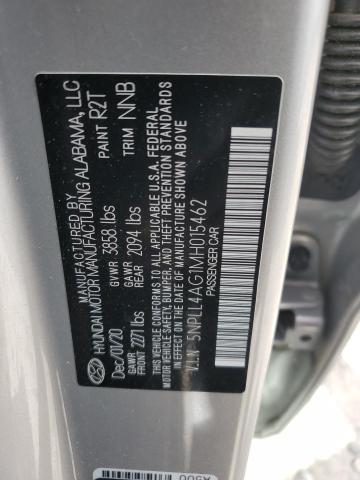 MANUFACTURED BY
HYUNDAI MOTOR MANUFACTURING ALABAMA, LLC
Dec/01/20 GVWR 3858 lbs PAINT R2T
GAWR FRONT 2271 lbs GAWR REAR 2094 lbs TRIM NNB
THIS VEHICLE CONFORMS TO ALL APPLICABLE U.S.A. FEDERAL
MOTOR VEHICLE SAFETY, BUMPER, AND THEFT PREVENTION STANDARDS
IN EFFECT ON THE DATE OF MANUFACTURE SHOWN ABOVE.
V.I.N. 5NPLL4AG1MH015462
PASSENGER CAR
A500